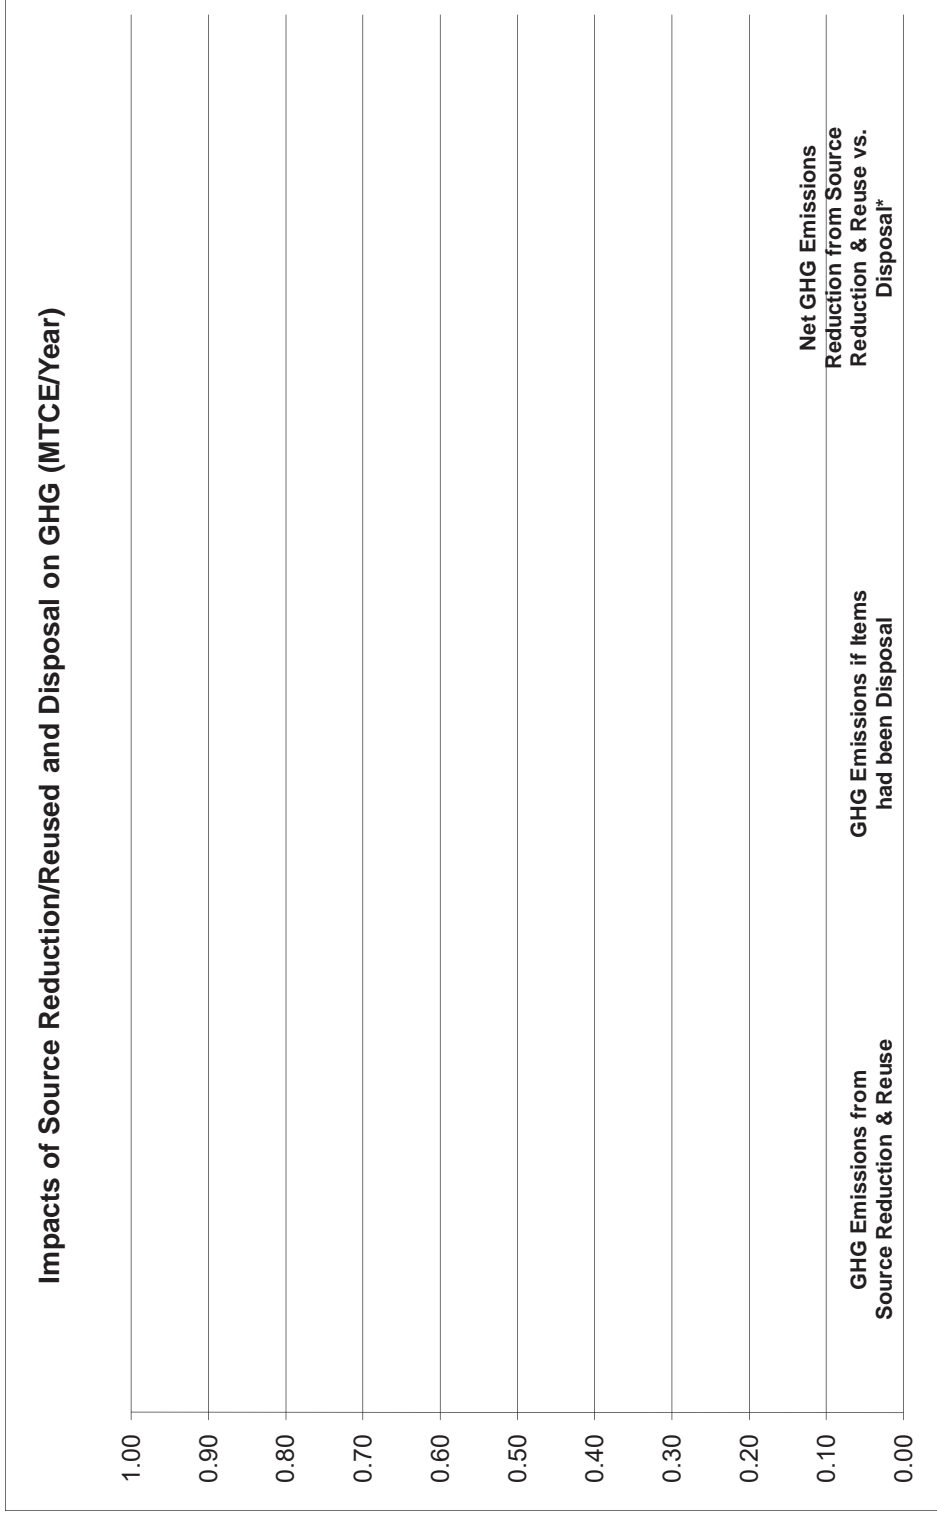 Impacts of Source Reduction/Reused and Disposal on GHG (MTCE/Year)
1.00
0.90
0.80
0.70
0.60
0.50
0.40
0.30
0.20
0.10
0.00
GHG Emissions from
Source Reduction & Reuse
GHG Emissions if Items
had been Disposal
Net GHG Emissions
Reduction from Source
Reduction & Reuse vs.
Disposal*